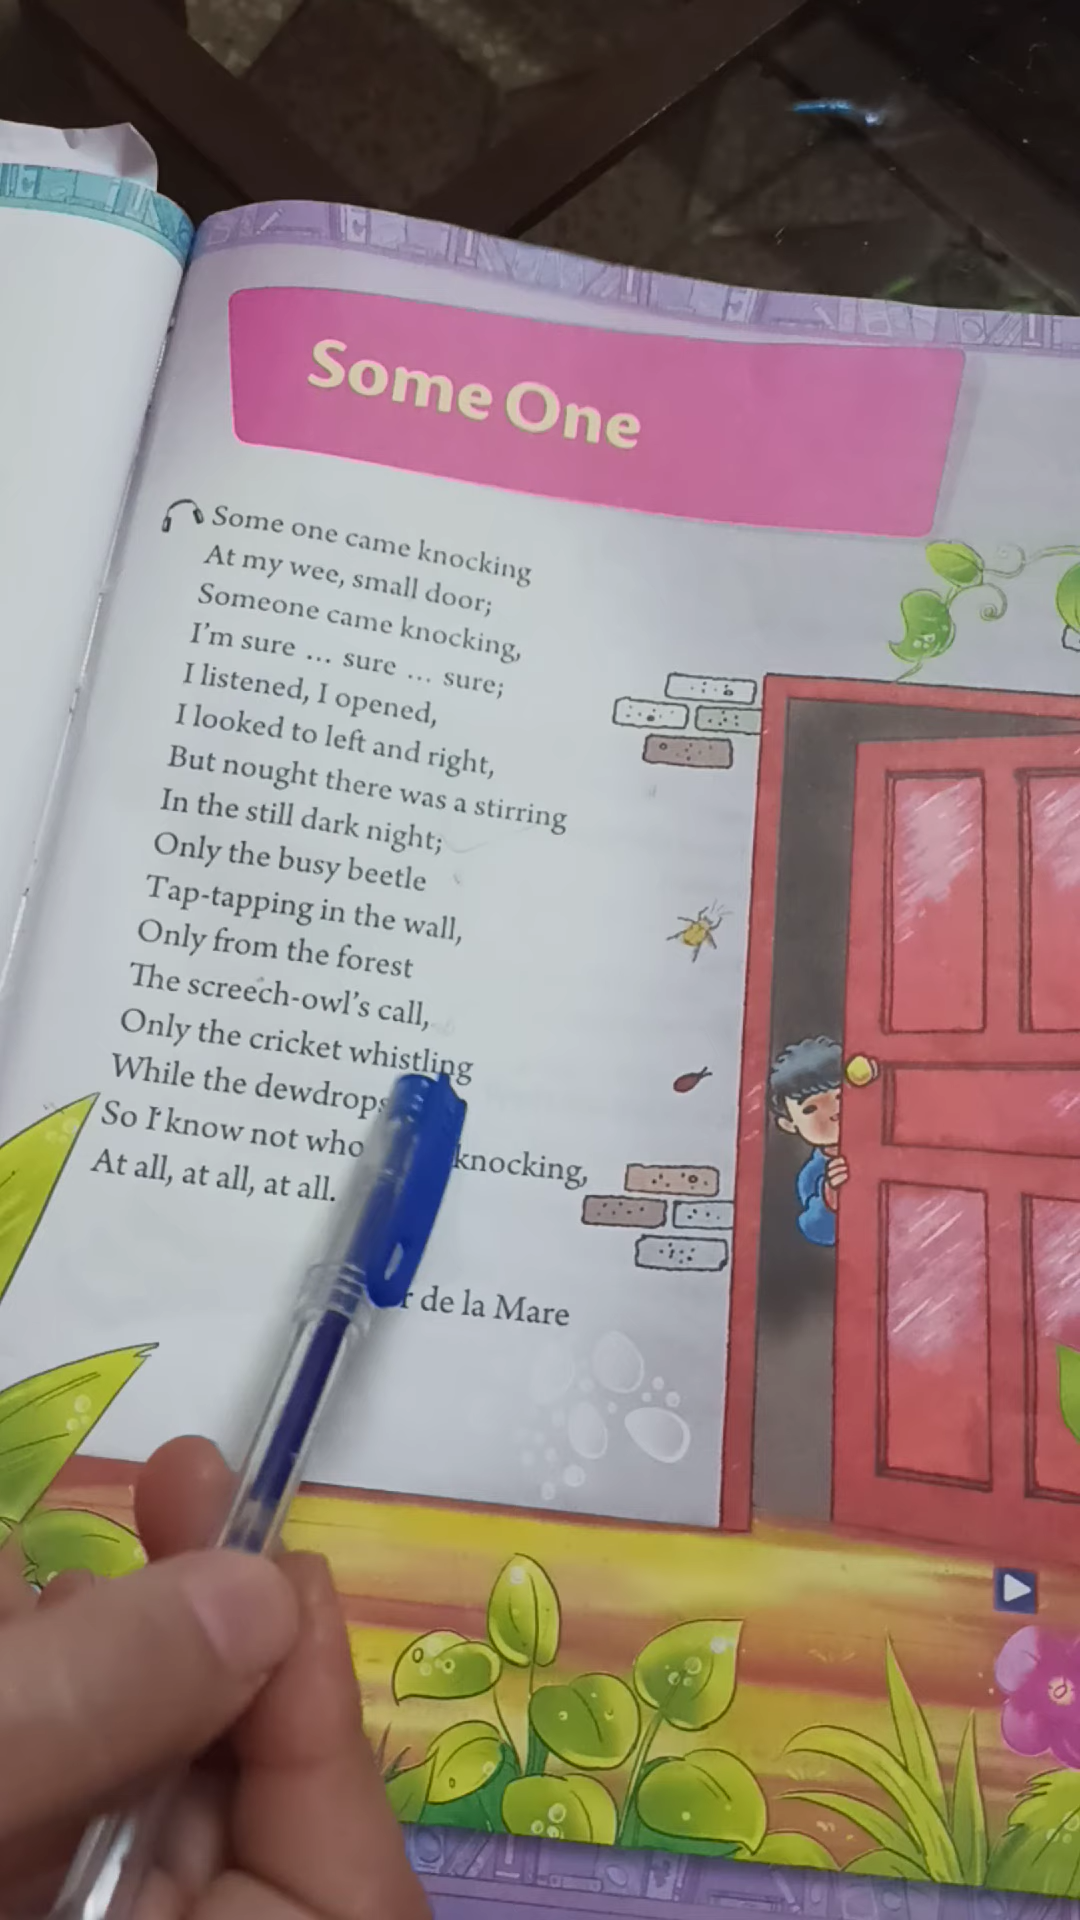 Some One
Some one came knocking
At my wee, small door;
Someone came knocking,
I'm sure ... sure ... sure;
I listened, I opened,
I looked to left and right,
But nought there was a stirring
In the still dark night;
Only the busy beetle
Tap-tapping in the wall,
Only from the forest
The screech-owl's call,
Only the cricket whistling
While the dewdrops
So I know not who knocking,
At all, at all, at all.
de la Mare